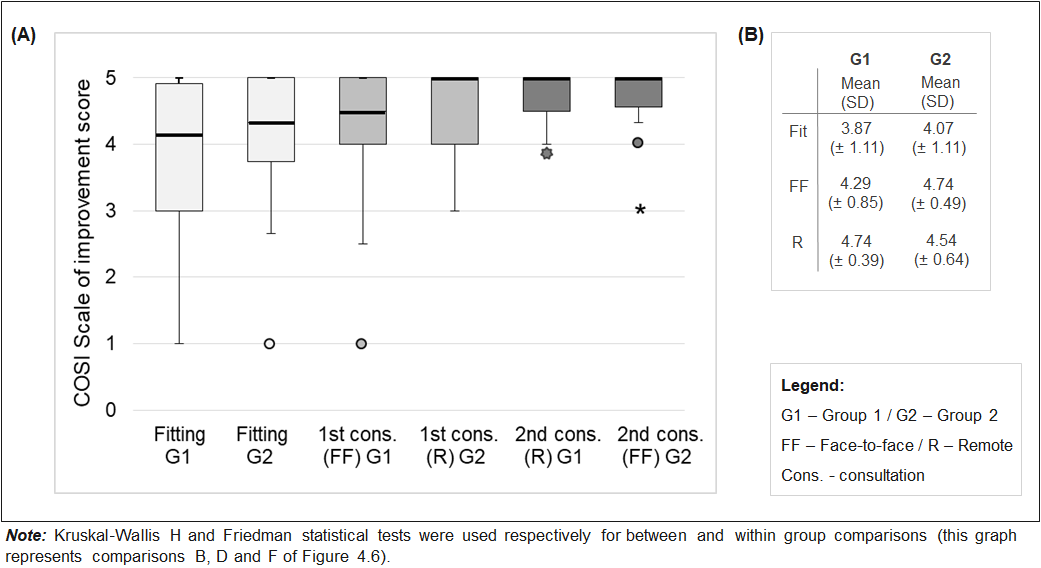 (A)
COSI Scale of improvement score
5
4
3
2
1
0
Fitting G1
Fitting G2
1st cons. (FF) G1
1st cons. (R) G2
2nd cons. (R) G1
2nd cons. (FF) G2
(B)
G1 G2
Mean (SD) Mean (SD)
Fit 3.87 (± 1.11) 4.07 (± 1.11)
FF 4.29 (± 0.85) 4.74 (± 0.49)
R 4.74 (± 0.39) 4.54 (± 0.64)
Legend:
G1 – Group 1 / G2 – Group 2
FF – Face-to-face / R – Remote
Cons. - consultation
Note: Kruskal-Wallis H and Friedman statistical tests were used respectively for between and within group comparisons (this graph
represents comparisons B, D and F of Figure 4.6).